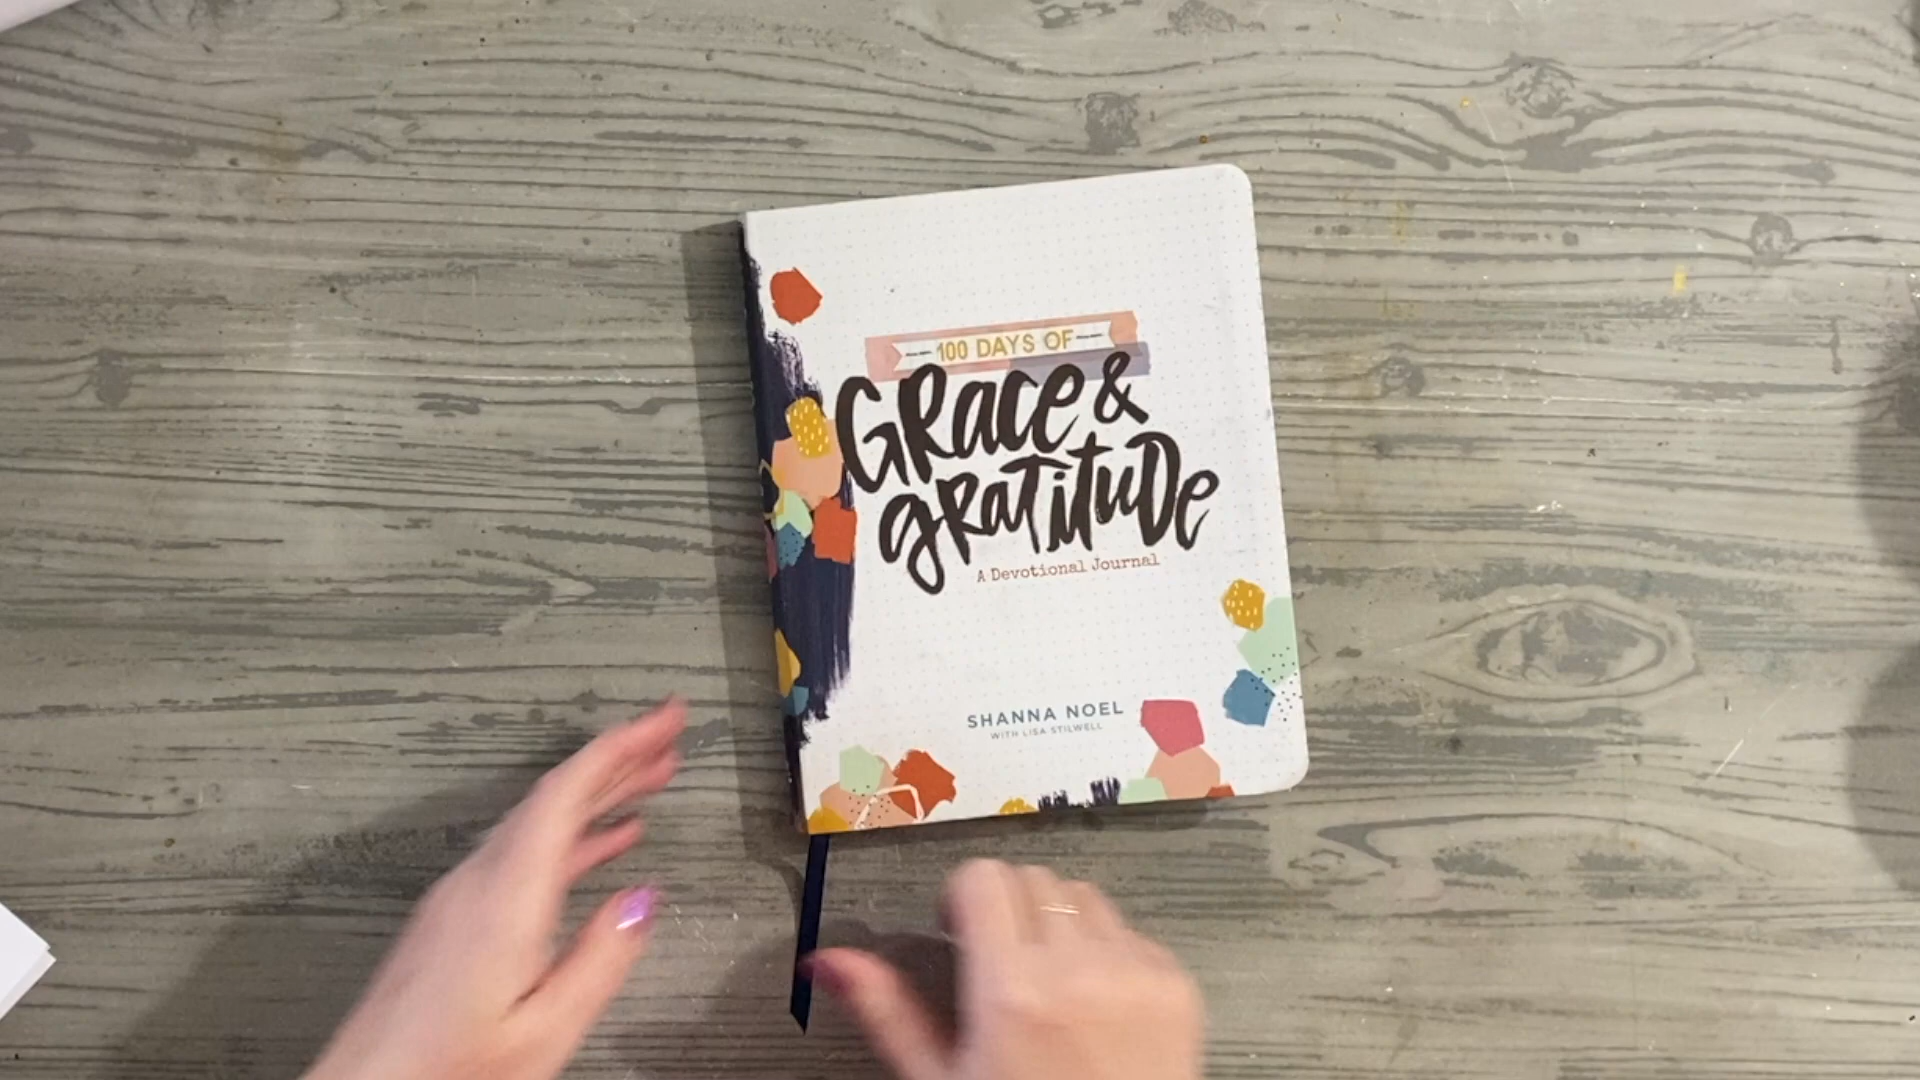 100 DAYS OF
GRace &
gRaTituDe
A Devotional Journal
SHANNA NOEL
WITH LISA STILWELL